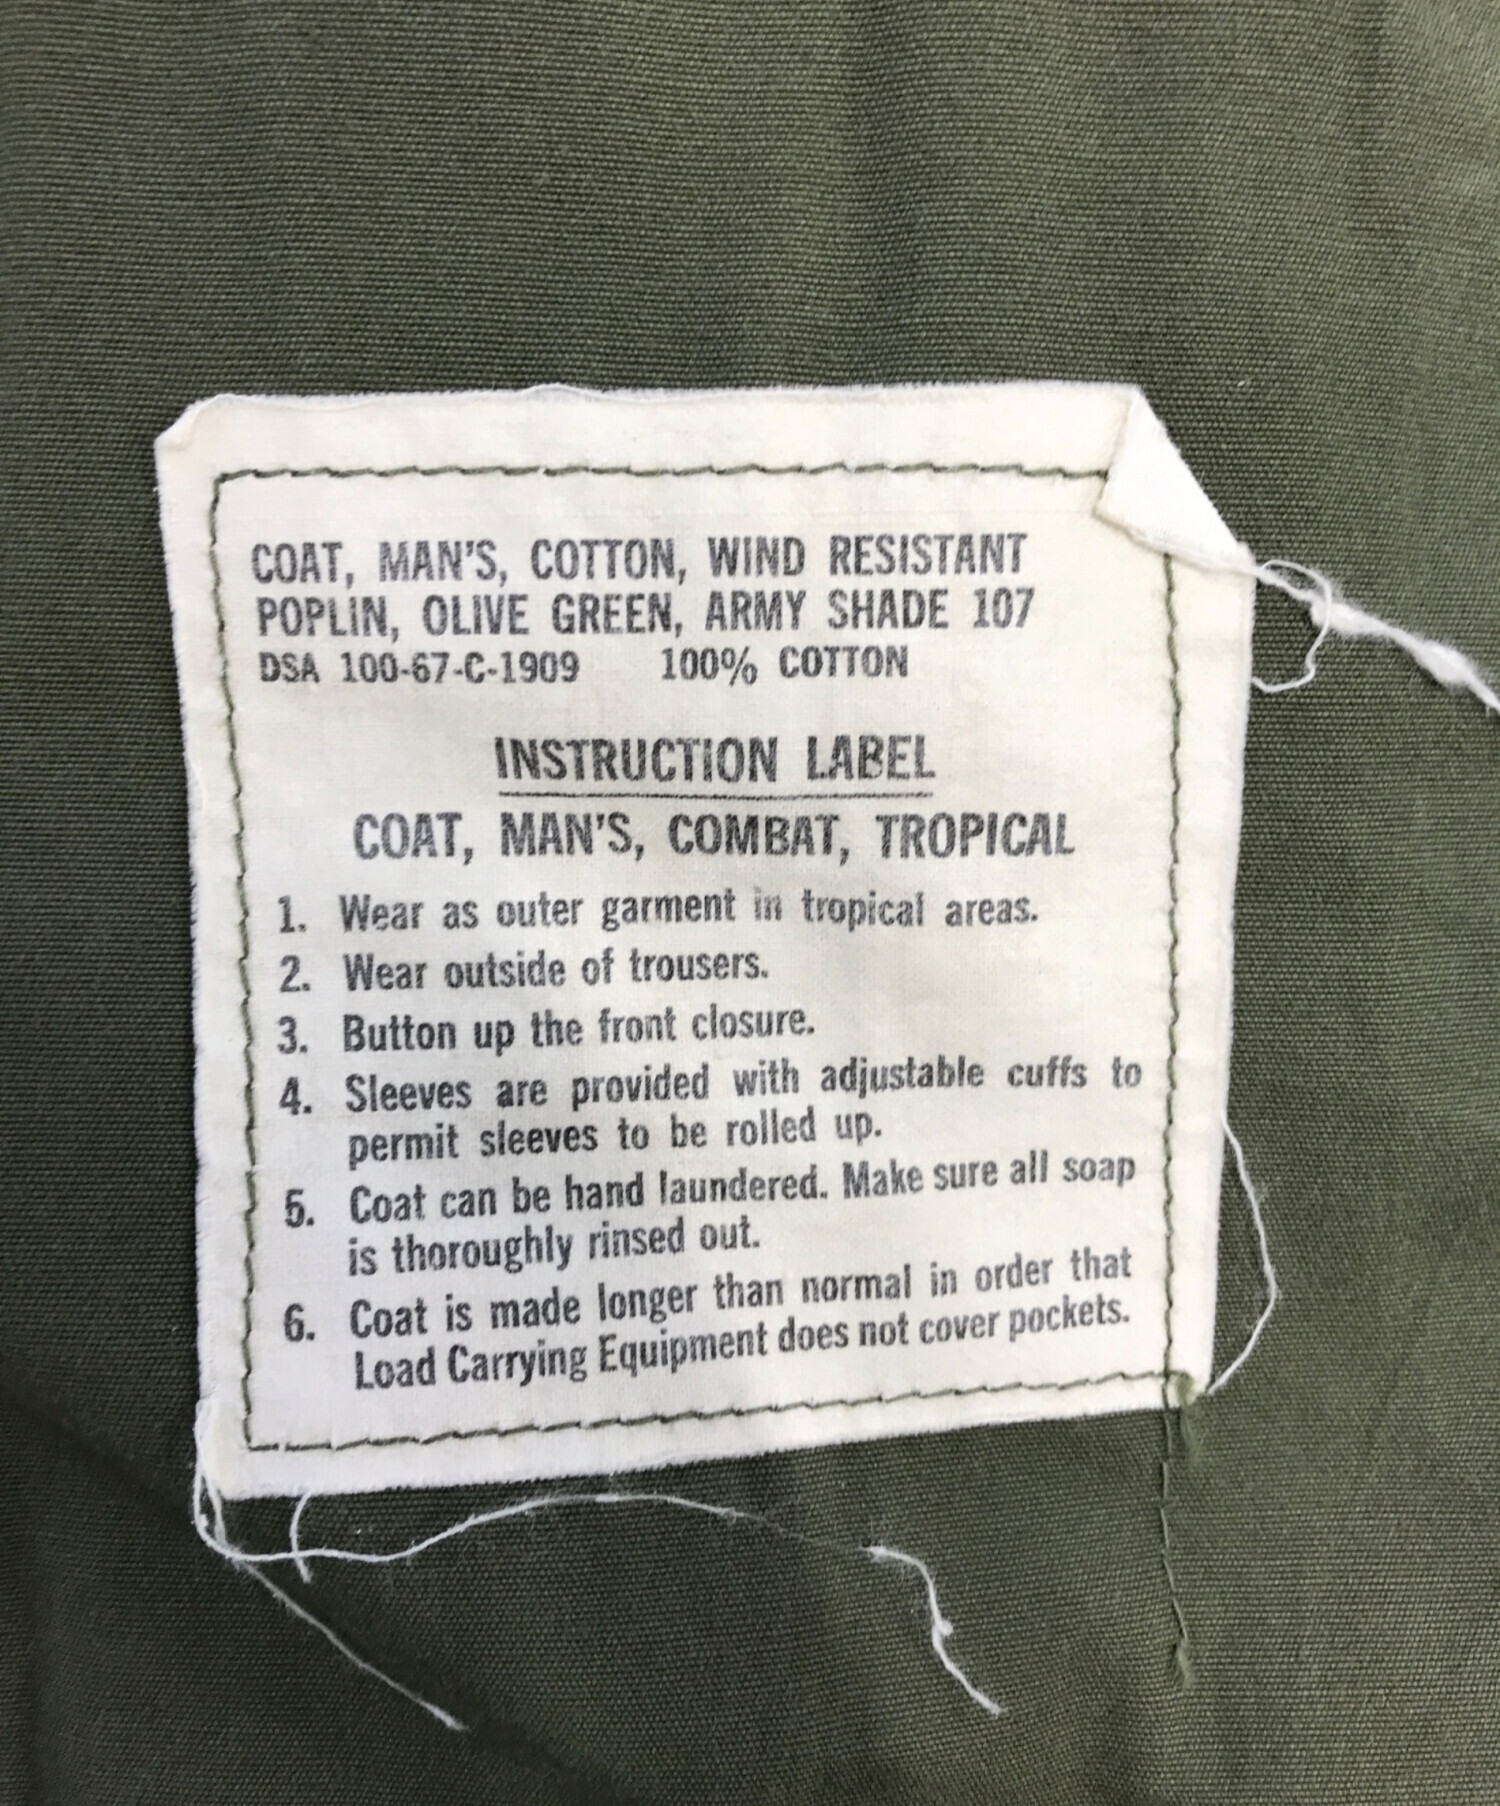 COAT, MAN'S, COTTON, WIND RESISTANT
POPLIN, OLIVE GREEN, ARMY SHADE 107
DSA 100-67-C-1909 100% COTTON
INSTRUCTION LABEL
COAT, MAN'S, COMBAT, TROPICAL
1. Wear as outer garment in tropical areas.
2. Wear outside of trousers.
3. Button up the front closure.
4. Sleeves are provided with adjustable cuffs to
permit sleeves to be rolled up.
5. Coat can be hand laundered. Make sure all soap
is thoroughly rinsed out.
6. Coat is made longer than normal in order that
Load Carrying Equipment does not cover pockets.